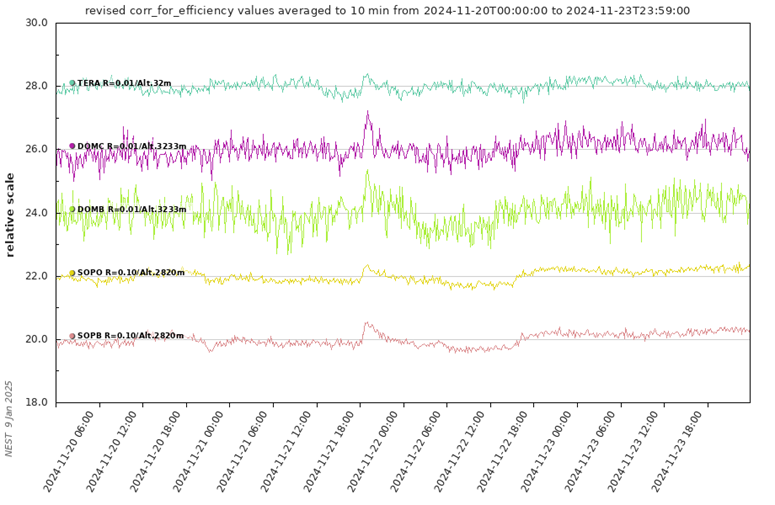 revised corr_for_efficiency values averaged to 10 min from 2024-11-20T00:00:00 to 2024-11-23T23:59:00
30.0
28.0
26.0
24.0
22.0
20.0
18.0
relative scale
TERA R=0.01/Alt.32m
DOMC R=0.01/Alt.3233m
DOMB R=0.01/Alt.3233m
SOPO R=0.10/Alt.2820m
SOPB R=0.10/Alt.2820m
2024-11-20 06:00
2024-11-20 12:00
2024-11-20 18:00
2024-11-21 00:00
2024-11-21 06:00
2024-11-21 12:00
2024-11-21 18:00
2024-11-22 00:00
2024-11-22 06:00
2024-11-22 12:00
2024-11-22 18:00
2024-11-23 00:00
2024-11-23 06:00
2024-11-23 12:00
2024-11-23 18:00
NEST 9 Jan 2025